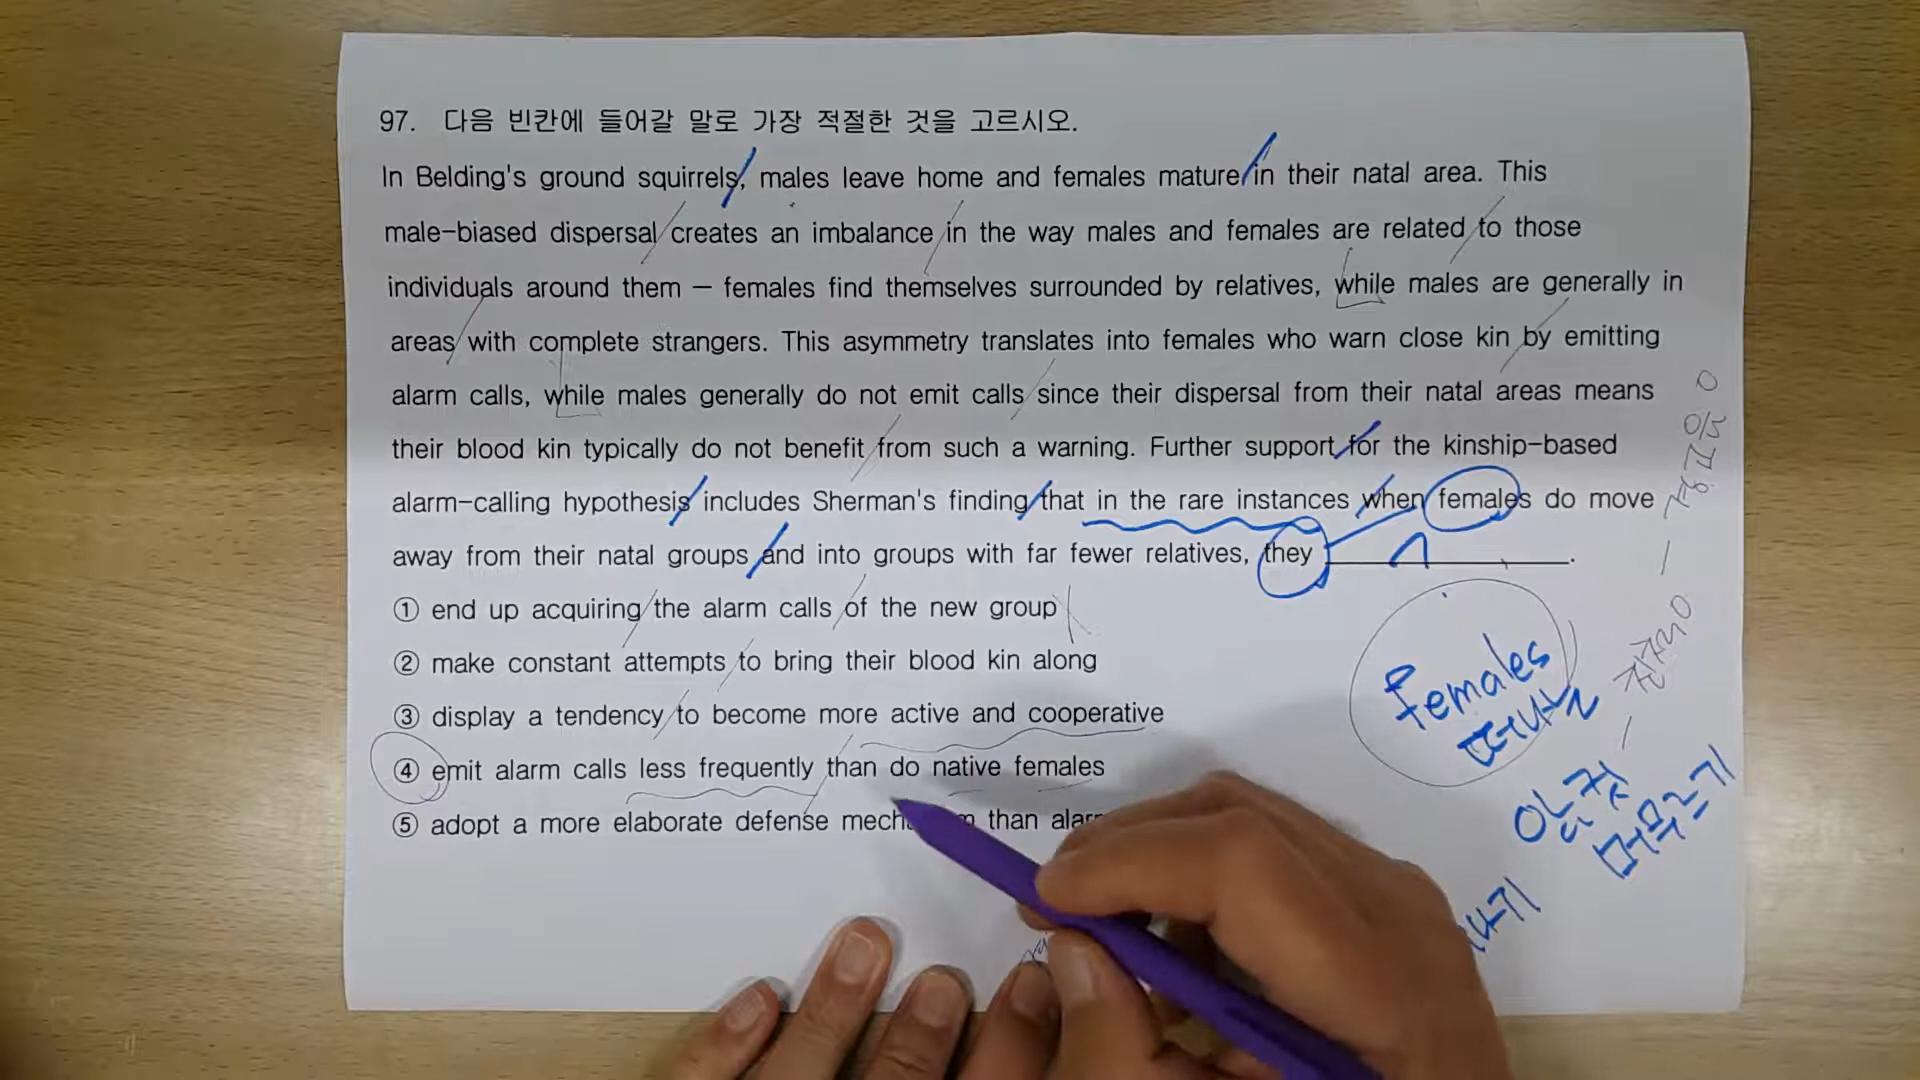 97. 다음 빈칸에 들어갈 말로 가장 적절한 것을 고르시오.
In Belding's ground squirrels, males leave home and females mature in their natal area. This
male-biased dispersal creates an imbalance in the way males and females are related to those
individuals around them — females find themselves surrounded by relatives, while males are generally in
areas with complete strangers. This asymmetry translates into females who warn close kin by emitting
alarm calls, while males generally do not emit calls since their dispersal from their natal areas means
their blood kin typically do not benefit from such a warning. Further support for the kinship-based
alarm-calling hypothesis includes Sherman's finding that in the rare instances when females do move
away from their natal groups and into groups with far fewer relatives, they ____________.
① end up acquiring the alarm calls of the new group
② make constant attempts to bring their blood kin along
③ display a tendency to become more active and cooperative
④ emit alarm calls less frequently than do native females
⑤ adopt a more elaborate defense than
females
떠나면